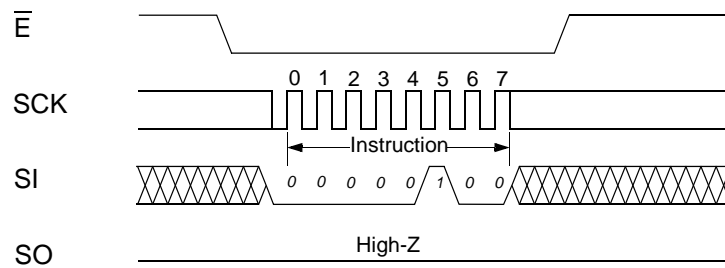 E̅
SCK 0 1 2 3 4 5 6 7
Instruction
SI 0 0 0 0 0 1 0 0
High-Z
SO